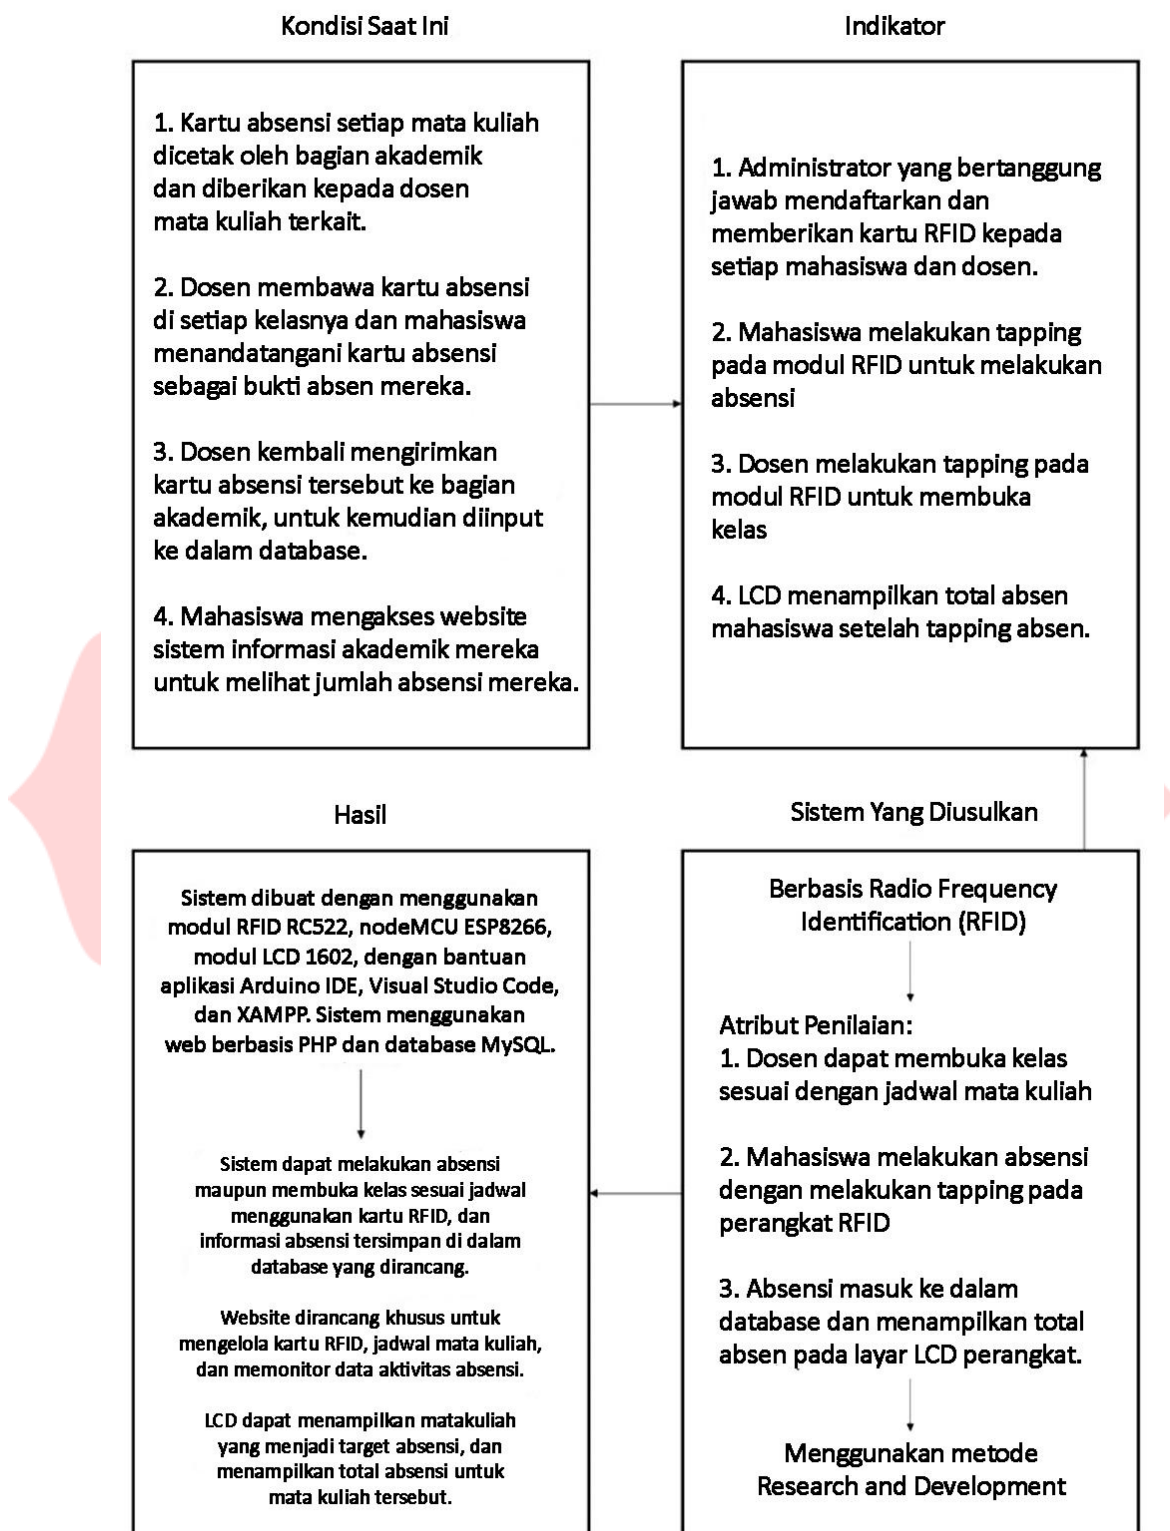 Kondisi Saat Ini
1. Kartu absensi setiap mata kuliah
dicetak oleh bagian akademik
dan diberikan kepada dosen
mata kuliah terkait.
2. Dosen membawa kartu absensi
di setiap kelasnya dan mahasiswa
menandatangani kartu absensi
sebagai bukti absen mereka.
3. Dosen kembali mengirimkan
kartu absensi tersebut ke bagian
akademik, untuk kemudian diinput
ke dalam database.
4. Mahasiswa mengakses website
sistem informasi akademik mereka
untuk melihat jumlah absensi mereka.
Indikator
1. Administrator yang bertanggung
jawab mendaftarkan dan
memberikan kartu RFID kepada
setiap mahasiswa dan dosen.
2. Mahasiswa melakukan tapping
pada modul RFID untuk melakukan
absensi
3. Dosen melakukan tapping pada
modul RFID untuk membuka
kelas
4. LCD menampilkan total absen
mahasiswa setelah tapping absen.
Sistem Yang Diusulkan
Berbasis Radio Frequency
Identification (RFID)
Atribut Penilaian:
1. Dosen dapat membuka kelas
sesuai dengan jadwal mata kuliah
2. Mahasiswa melakukan absensi
dengan melakukan tapping pada
perangkat RFID
3. Absensi masuk ke dalam
database dan menampilkan total
absen pada layar LCD perangkat.
Menggunakan metode
Research and Development
Hasil
Sistem dibuat dengan menggunakan
modul RFID RC522, nodeMCU ESP8266,
modul LCD 1602, dengan bantuan
aplikasi Arduino IDE, Visual Studio Code,
dan XAMPP. Sistem menggunakan
web berbasis PHP dan database MySQL.
Sistem dapat melakukan absensi
maupun membuka kelas sesuai jadwal
menggunakan kartu RFID, dan
informasi absensi tersimpan di dalam
database yang dirancang.
Website dirancang khusus untuk
mengelola kartu RFID, jadwal mata kuliah,
dan memonitor data aktivitas absensi.
LCD dapat menampilkan matakuliah
yang menjadi target absensi, dan
menampilkan total absensi untuk
mata kuliah tersebut.